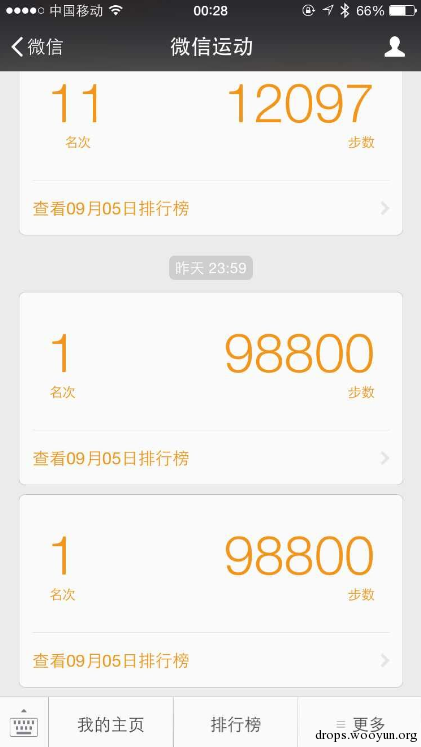 中国移动 00:28 66%
微信 微信运动
11 12097
名次 步数
查看09月05日排行榜
昨天 23:59
1 98800
名次 步数
查看09月05日排行榜
1 98800
名次 步数
查看09月05日排行榜
我的主页 排行榜 更多
drops.wooyun.org